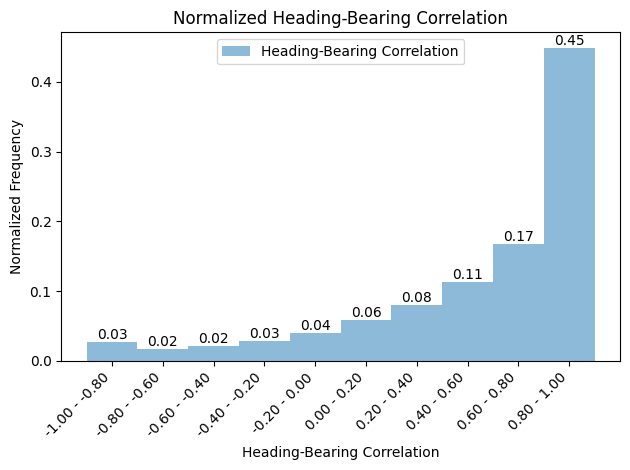 Normalized Heading-Bearing Correlation
Heading-Bearing Correlation
Normalized Frequency
0.4
0.3
0.2
0.1
0.0
0.03
0.02
0.02
0.03
0.04
0.06
0.08
0.11
0.17
0.45
-1.00 - -0.80
-0.80 - -0.60
-0.60 - -0.40
-0.40 - -0.20
-0.20 - 0.00
0.00 - 0.20
0.20 - 0.40
0.40 - 0.60
0.60 - 0.80
0.80 - 1.00
Heading-Bearing Correlation